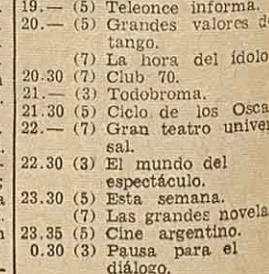 19.— (5) Teleonce informa.
20.— (5) Grandes valores de
tango.
(7) La hora del ídolo
20.30 (7) Club 70.
21.— (3) Todobroma.
21.30 (5) Ciclo de los Osca
22.— (7) Gran teatro univer
sal.
22.30 (3) El mundo del
espectáculo.
23.30 (5) Esta semana.
(7) Las grandes novela
23.35 (5) Cine argentino.
0.30 (3) Pausa para el
diálogo.